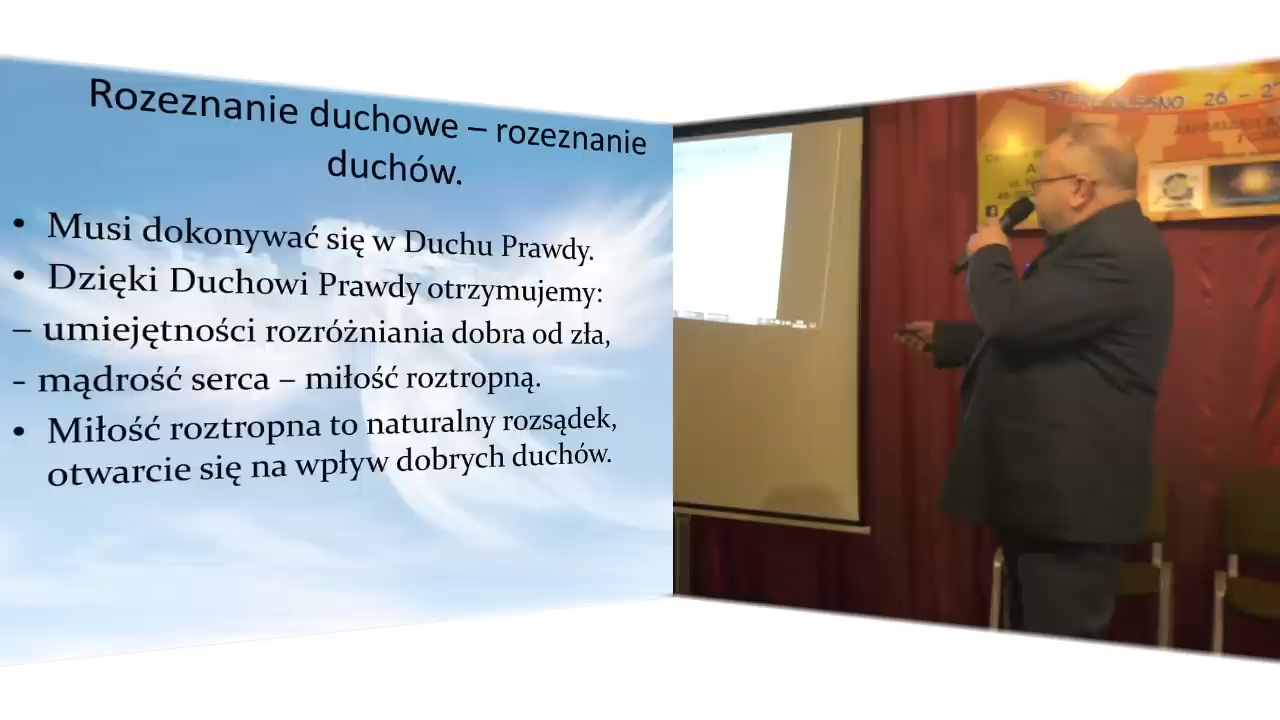 Rozeznanie duchowe – rozeznanie
duchów.
• Musi dokonywać się w Duchu Prawdy.
• Dzięki Duchowi Prawdy otrzymujemy:
– umiejętności rozróżniania dobra od zła,
- mądrość serca – miłość roztropną.
• Miłość roztropna to naturalny rozsądek,
otwarcie się na wpływ dobrych duchów.
26 –